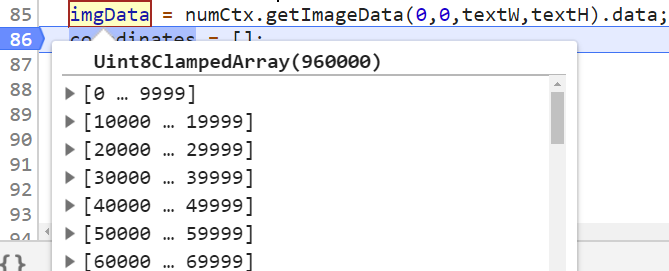 85 imgData = numCtx.getImageData(0,0,textW,textH).data;
86 co dinates = [];
87 Uint8ClampedArray(960000)
88 ▶ [0 … 9999]
89 ▶ [10000 … 19999]
90 ▶ [20000 … 29999]
91 ▶ [30000 … 39999]
92 ▶ [40000 … 49999]
93 ▶ [50000 … 59999]
94 ▶ [60000 … 69999]
{}